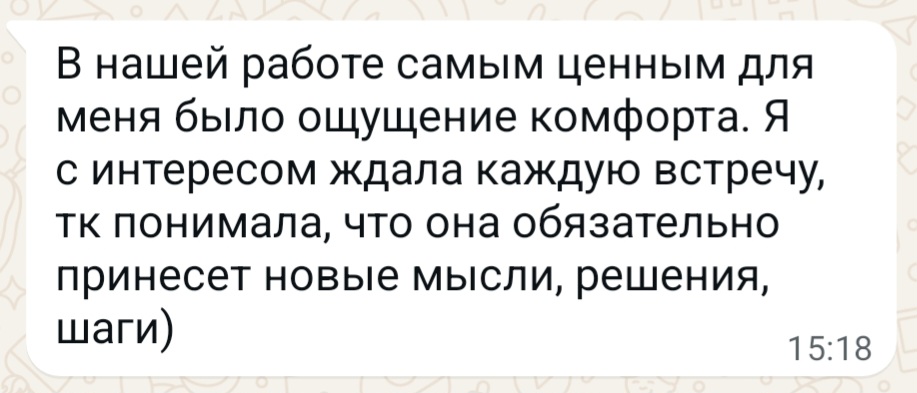 В нашей работе самым ценным для
меня было ощущение комфорта. Я
с интересом ждала каждую встречу,
тк понимала, что она обязательно
принесет новые мысли, решения,
шаги)
15:18